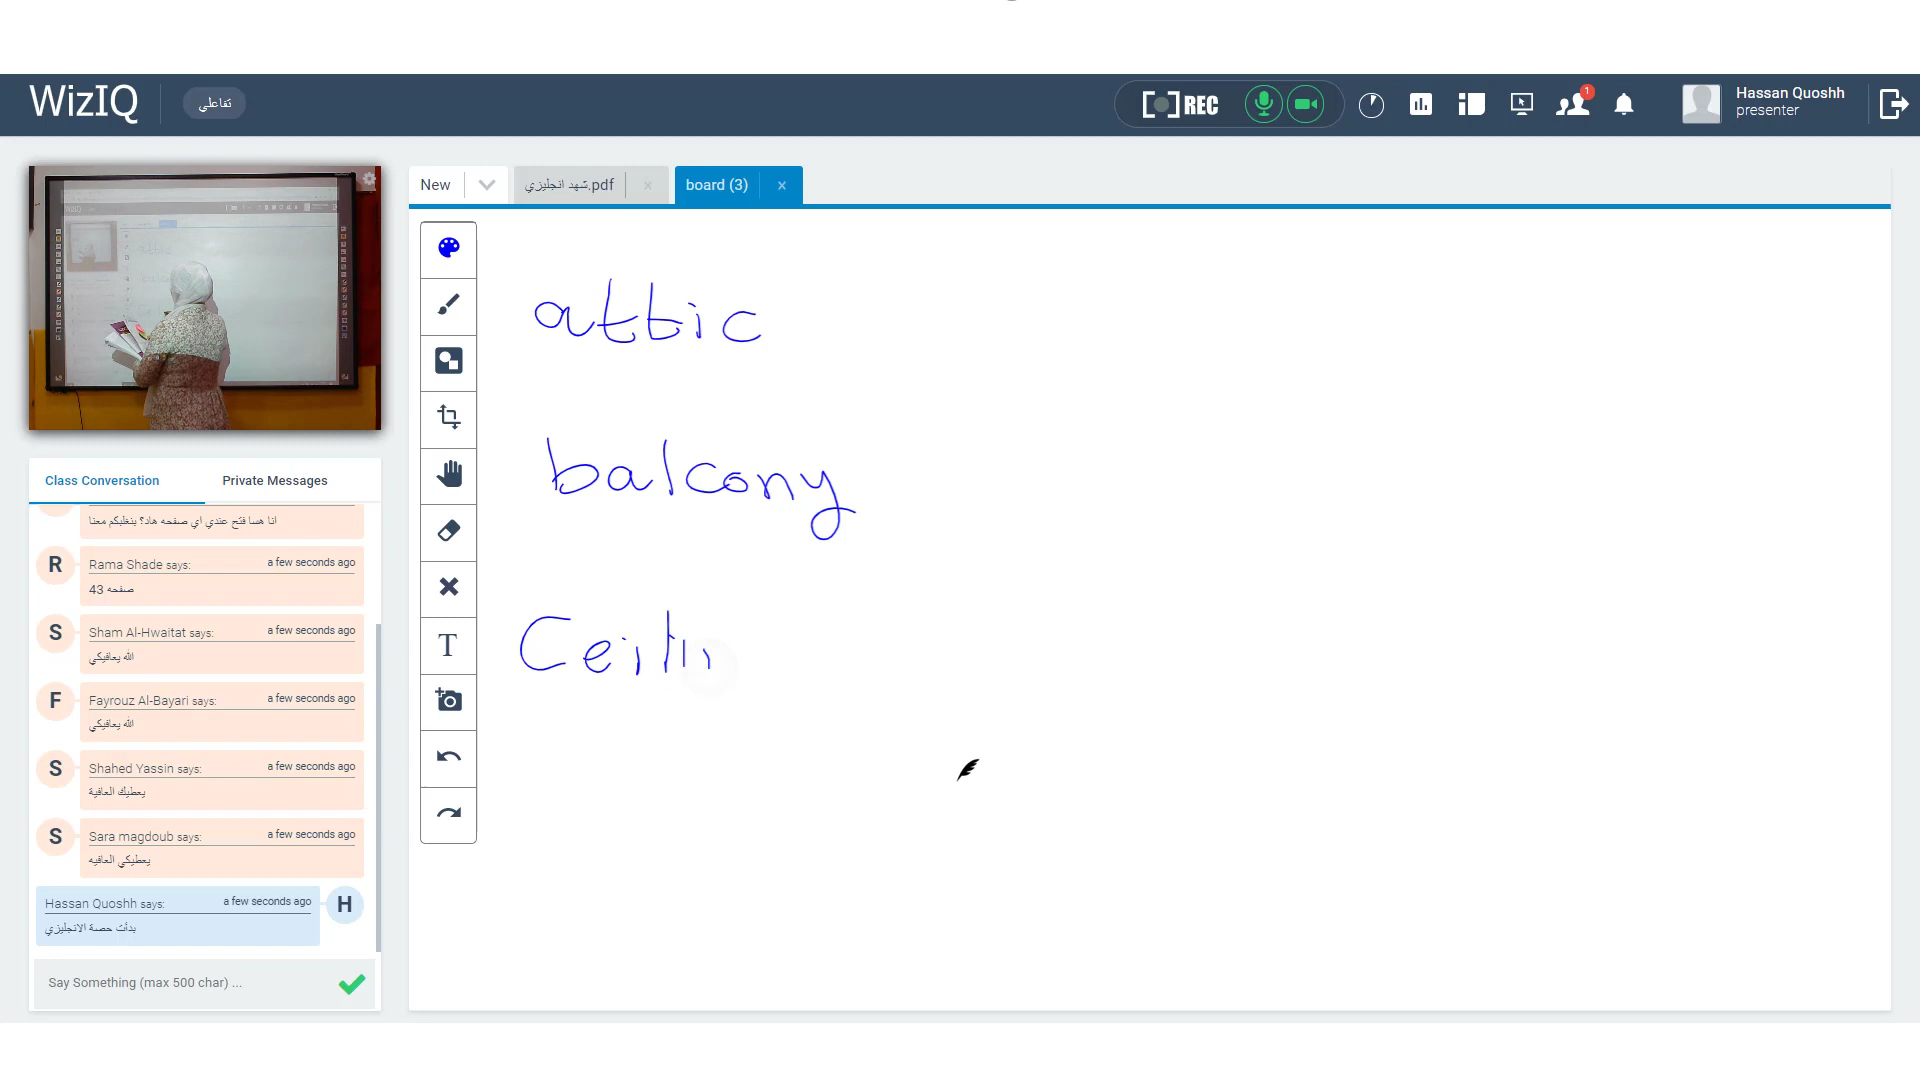 WizIQ
تفاعلي
REC
1
Hassan Quoshh
presenter
New
شهد انجليزي.pdf
board (3)
attic
balcony
Class Conversation
Private Messages
انا هسا فتح عندي اي صفحه هاد؟ بنغلبكم معنا
R
Rama Shade says:
a few seconds ago
صفحه 43
S
Sham Al-Hwaitat says:
a few seconds ago
الله يعافيكي
F
Fayrouz Al-Bayari says:
a few seconds ago
الله يعافيكي
S
Shahed Yassin says:
a few seconds ago
يعطيك العافية
S
Sara magdoub says:
a few seconds ago
يعطيكي العافيه
Hassan Quoshh says:
a few seconds ago
H
بدأت حصة الانجليزي
Say Something (max 500 char) ...
T